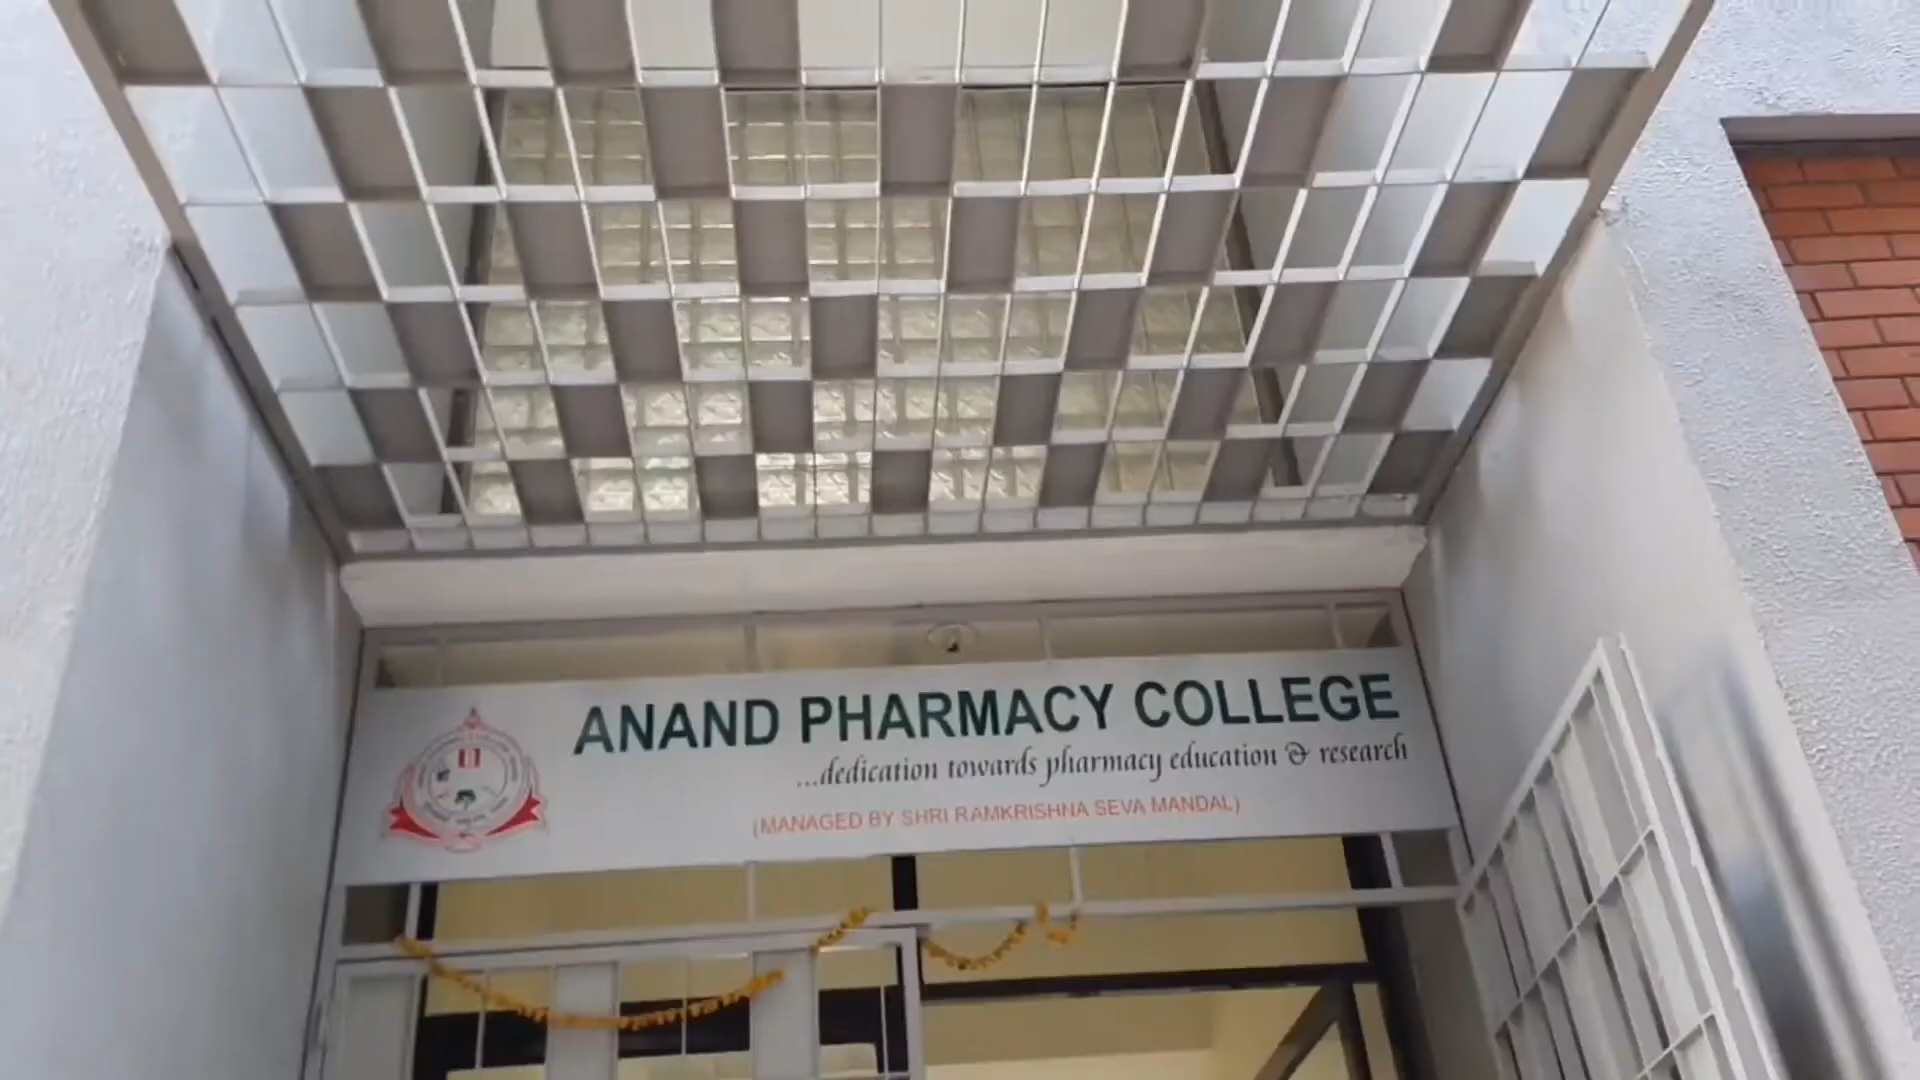 ANAND PHARMACY COLLEGE
...dedication towards pharmacy education & research
(MANAGED BY SHRI RAMKRISHNA SEVA MANDAL)